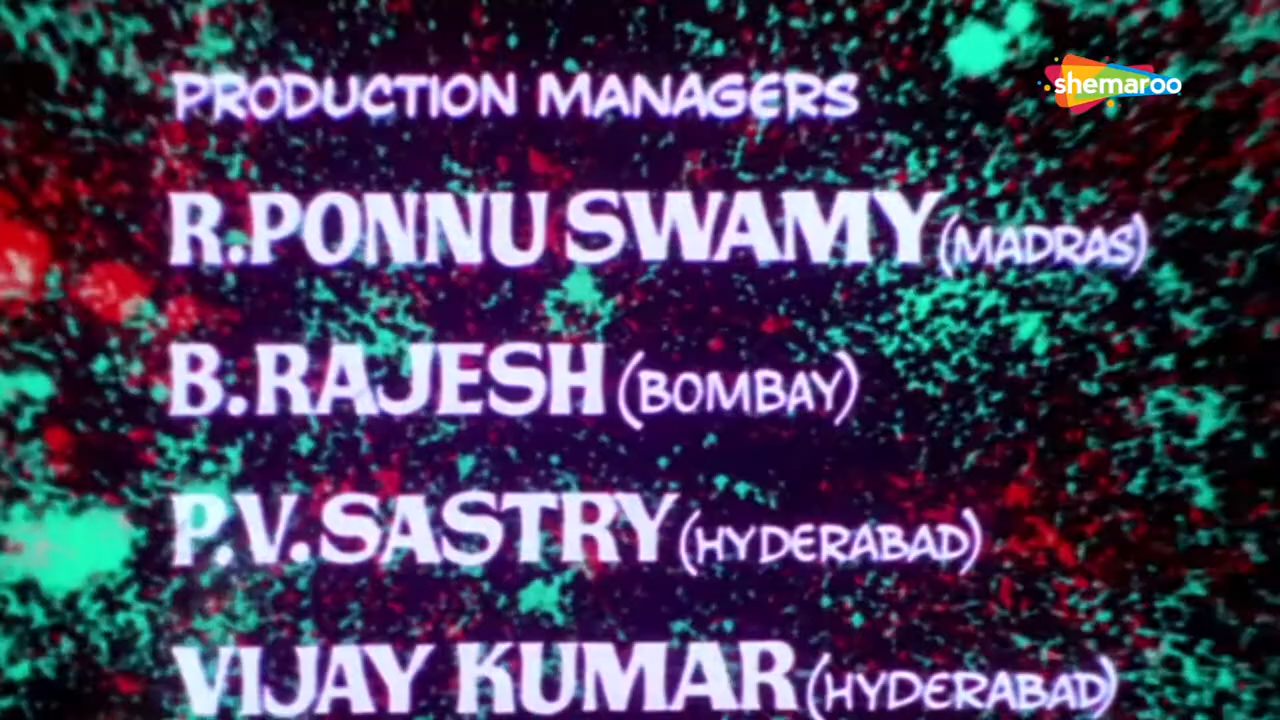 PRODUCTION MANAGERS
shemaroo
R.PONNU SWAMY (MADRAS)
B.RAJESH (BOMBAY)
P.V.SASTRY (HYDERABAD)
VIJAY KUMAR (HYDERABAD)